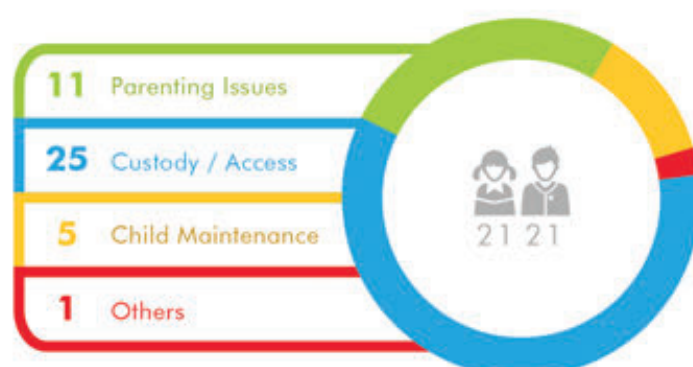 11 Parenting Issues
25 Custody / Access
5 Child Maintenance
1 Others
21 21